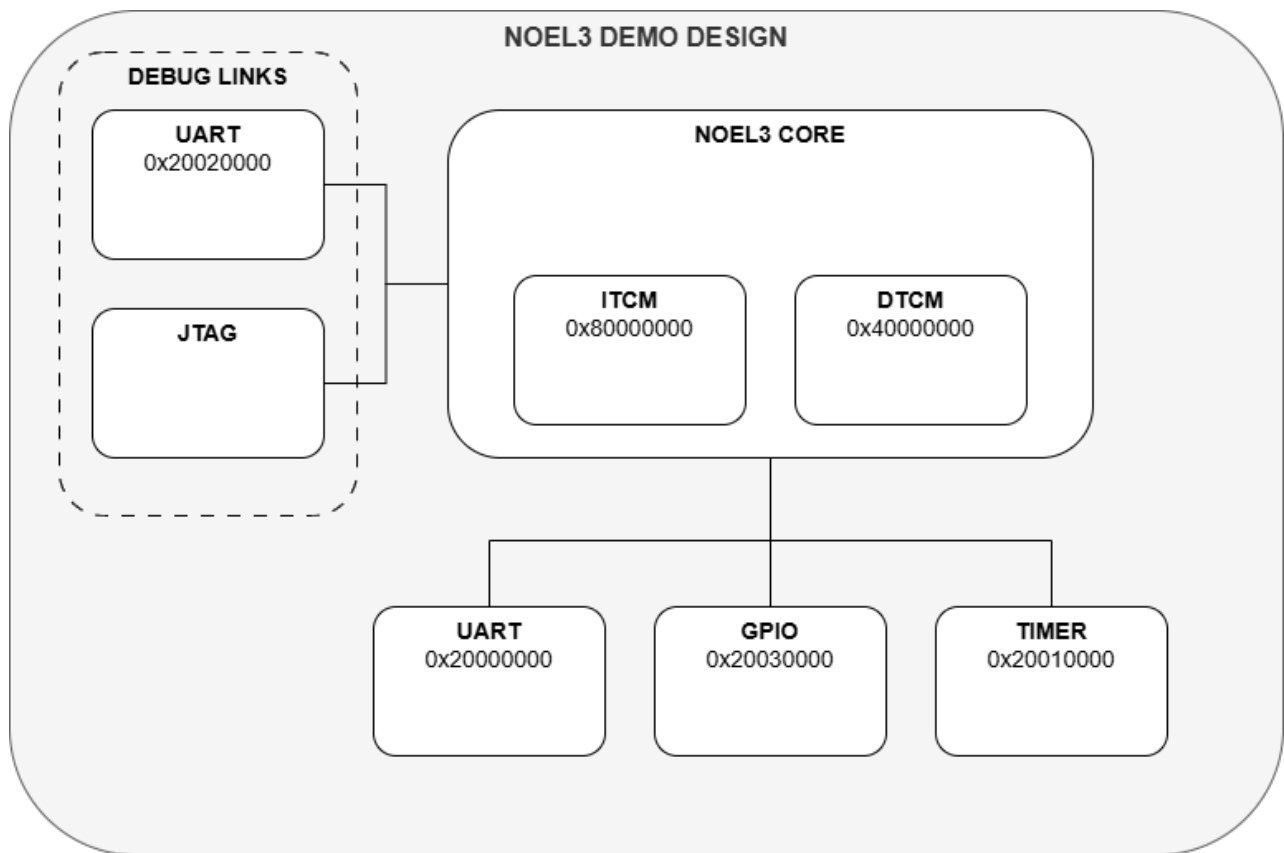 NOEL3 DEMO DESIGN
DEBUG LINKS
UART
0x20020000
JTAG
NOEL3 CORE
ITCM
0x80000000
DTCM
0x40000000
UART
0x20000000
GPIO
0x20030000
TIMER
0x20010000